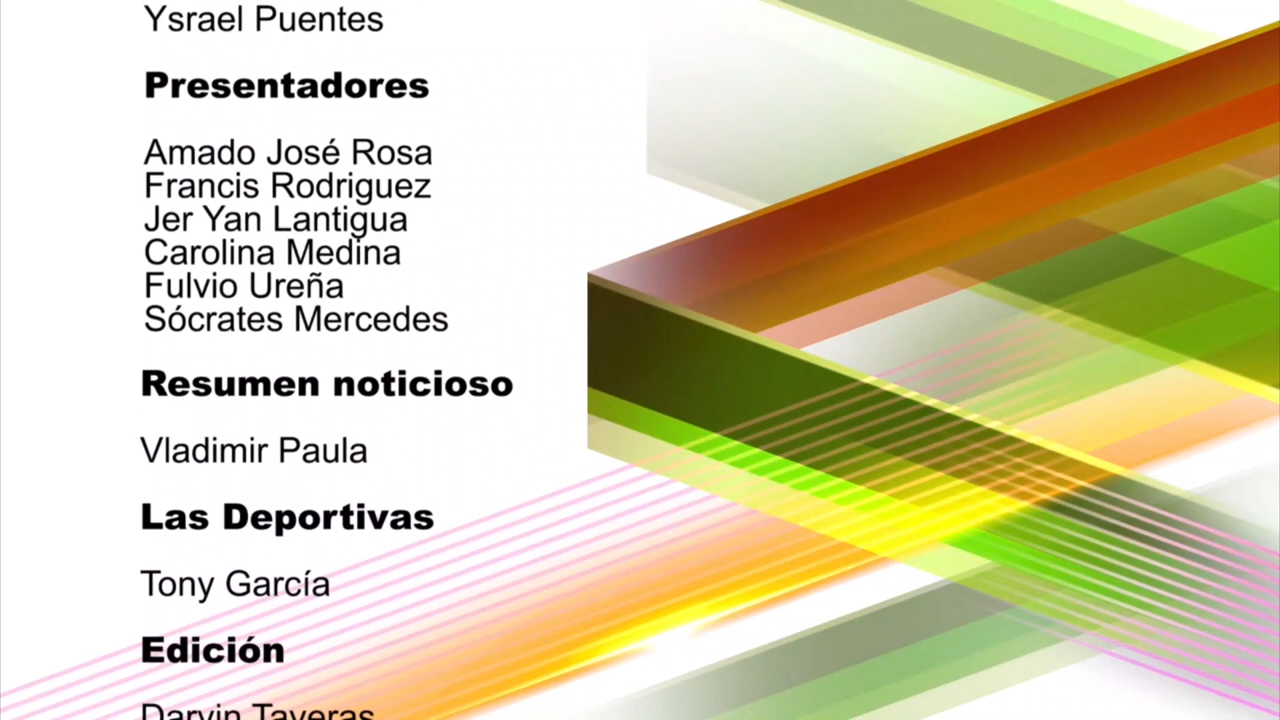 Ysrael Puentes
Presentadores
Amado José Rosa
Francis Rodriguez
Jer Yan Lantigua
Carolina Medina
Fulvio Ureña
Sócrates Mercedes
Resumen noticioso
Vladimir Paula
Las Deportivas
Tony García
Edición
Darvin Taveras